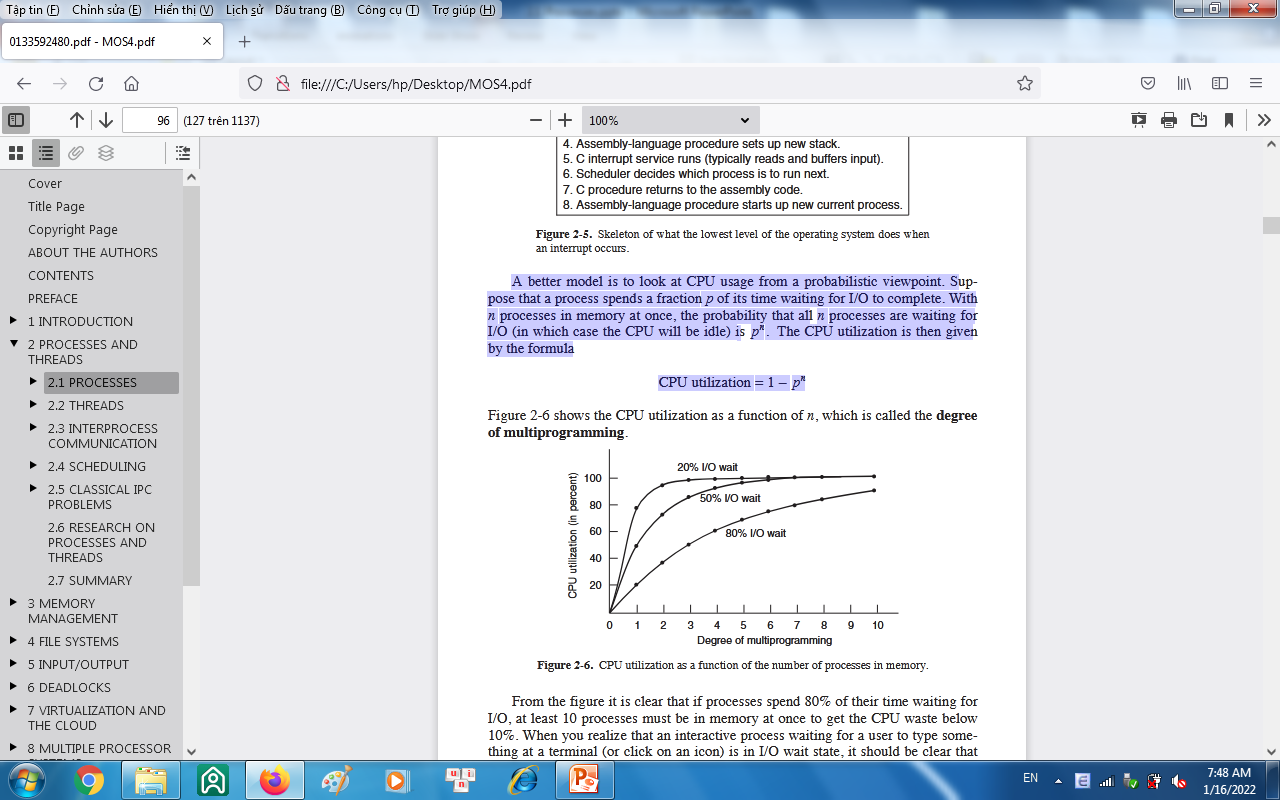 Tập tin (F) Chỉnh sửa (E) Hiển thị (V) Lịch sử Dấu trang (B) Công cụ (T) Trợ giúp (H)
0133592480.pdf - MOS4.pdf
file:///C:/Users/hp/Desktop/MOS4.pdf
96 (127 trên 1137)
100%
Cover
Title Page
Copyright Page
ABOUT THE AUTHORS
CONTENTS
PREFACE
1 INTRODUCTION
2 PROCESSES AND
THREADS
2.1 PROCESSES
2.2 THREADS
2.3 INTERPROCESS
COMMUNICATION
2.4 SCHEDULING
2.5 CLASSICAL IPC
PROBLEMS
2.6 RESEARCH ON
PROCESSES AND
THREADS
2.7 SUMMARY
3 MEMORY
MANAGEMENT
4 FILE SYSTEMS
5 INPUT/OUTPUT
6 DEADLOCKS
7 VIRTUALIZATION AND
THE CLOUD
8 MULTIPLE PROCESSOR
4. Assembly-language procedure sets up new stack.
5. C interrupt service runs (typically reads and buffers input).
6. Scheduler decides which process is to run next.
7. C procedure returns to the assembly code.
8. Assembly-language procedure starts up new current process.
Figure 2-5. Skeleton of what the lowest level of the operating system does when
an interrupt occurs.
A better model is to look at CPU usage from a probabilistic viewpoint. Sup-
pose that a process spends a fraction p of its time waiting for I/O to complete. With
n processes in memory at once, the probability that all n processes are waiting for
I/O (in which case the CPU will be idle) is pⁿ. The CPU utilization is then given
by the formula
CPU utilization = 1 − pⁿ
Figure 2-6 shows the CPU utilization as a function of n, which is called the degree
of multiprogramming.
20% I/O wait
50% I/O wait
80% I/O wait
CPU utilization (in percent)
100
80
60
40
20
0 1 2 3 4 5 6 7 8 9 10
Degree of multiprogramming
Figure 2-6. CPU utilization as a function of the number of processes in memory.
From the figure it is clear that if processes spend 80% of their time waiting for
I/O, at least 10 processes must be in memory at once to get the CPU waste below
10%. When you realize that an interactive process waiting for a user to type some-
thing at a terminal (or click on an icon) is in I/O wait state, it should be clear that
EN
7:48 AM
1/16/2022